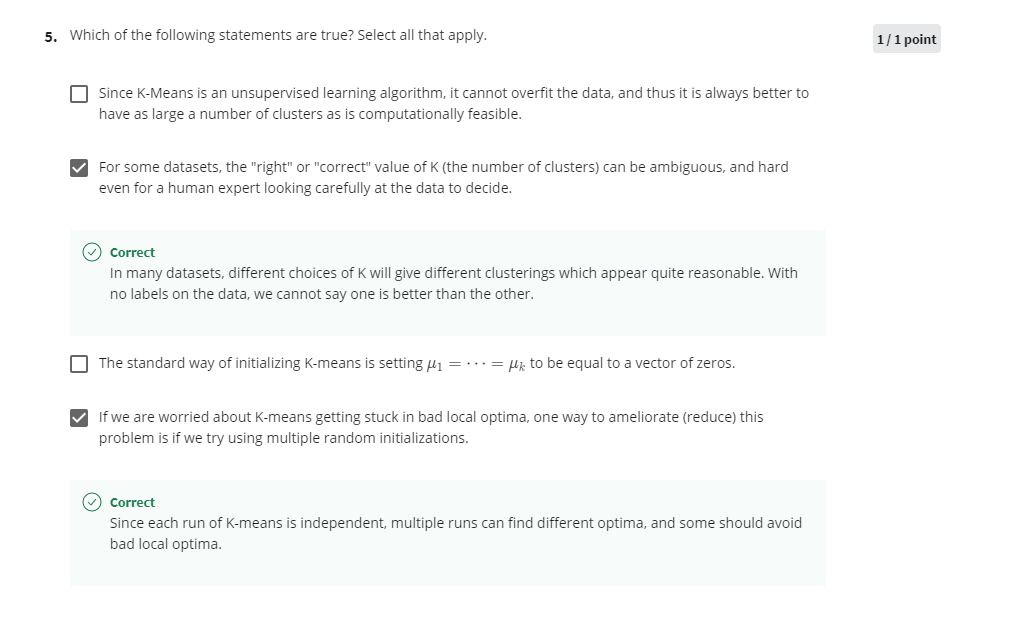 5. Which of the following statements are true? Select all that apply.
1 / 1 point
Since K-Means is an unsupervised learning algorithm, it cannot overfit the data, and thus it is always better to
have as large a number of clusters as is computationally feasible.
For some datasets, the "right" or "correct" value of K (the number of clusters) can be ambiguous, and hard
even for a human expert looking carefully at the data to decide.
Correct
In many datasets, different choices of K will give different clusterings which appear quite reasonable. With
no labels on the data, we cannot say one is better than the other.
The standard way of initializing K-means is setting μ₁ = ⋯ = μₖ to be equal to a vector of zeros.
If we are worried about K-means getting stuck in bad local optima, one way to ameliorate (reduce) this
problem is if we try using multiple random initializations.
Correct
Since each run of K-means is independent, multiple runs can find different optima, and some should avoid
bad local optima.